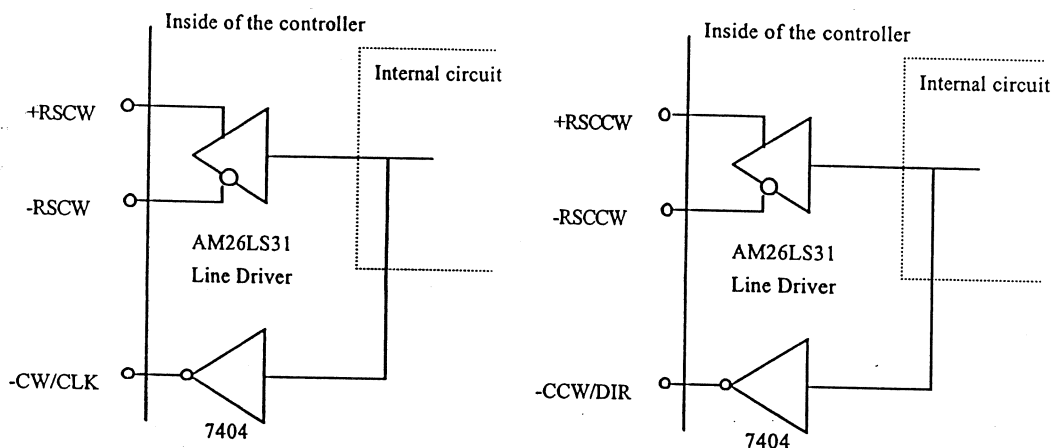 Inside of the controller
Internal circuit
+RSCW
-RSCW
AM26LS31
Line Driver
-CW/CLK
7404
Inside of the controller
Internal circuit
+RSCCW
-RSCCW
AM26LS31
Line Driver
-CCW/DIR
7404